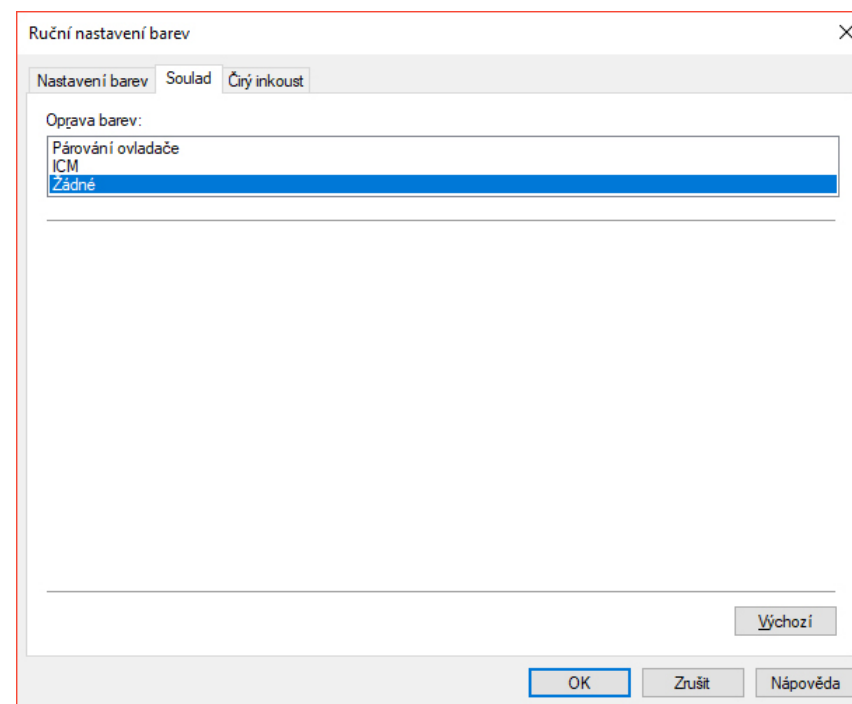 Ruční nastavení barev
Nastavení barev Soulad Čirý inkoust
Oprava barev:
Párování ovladače
ICM
Žádné
Výchozí
OK Zrušit Nápověda